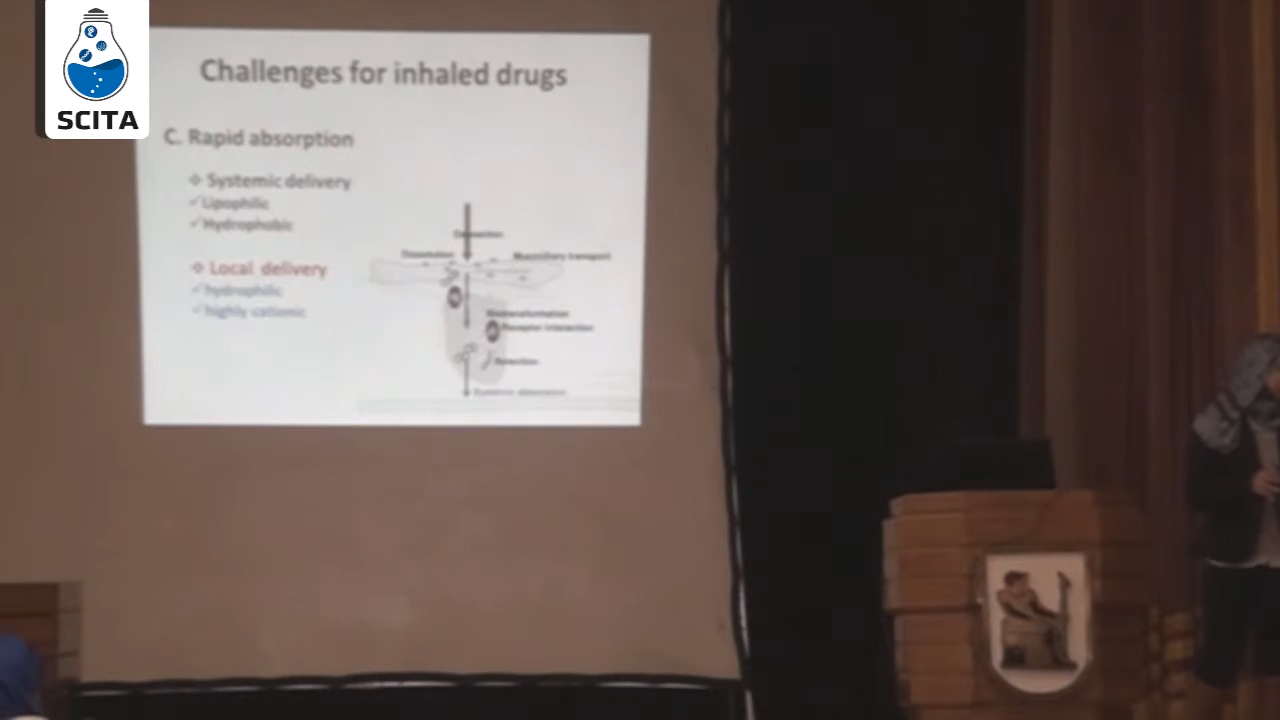 SCITA
Challenges for inhaled drugs
C. Rapid absorption
Systemic delivery
Lipophilic
Hydrophobic
Local delivery
hydrophilic
highly cationic
Deposition
Dissolution
Mucociliary transport
Biotransformation
Receptor interaction
Retention
Systemic absorption